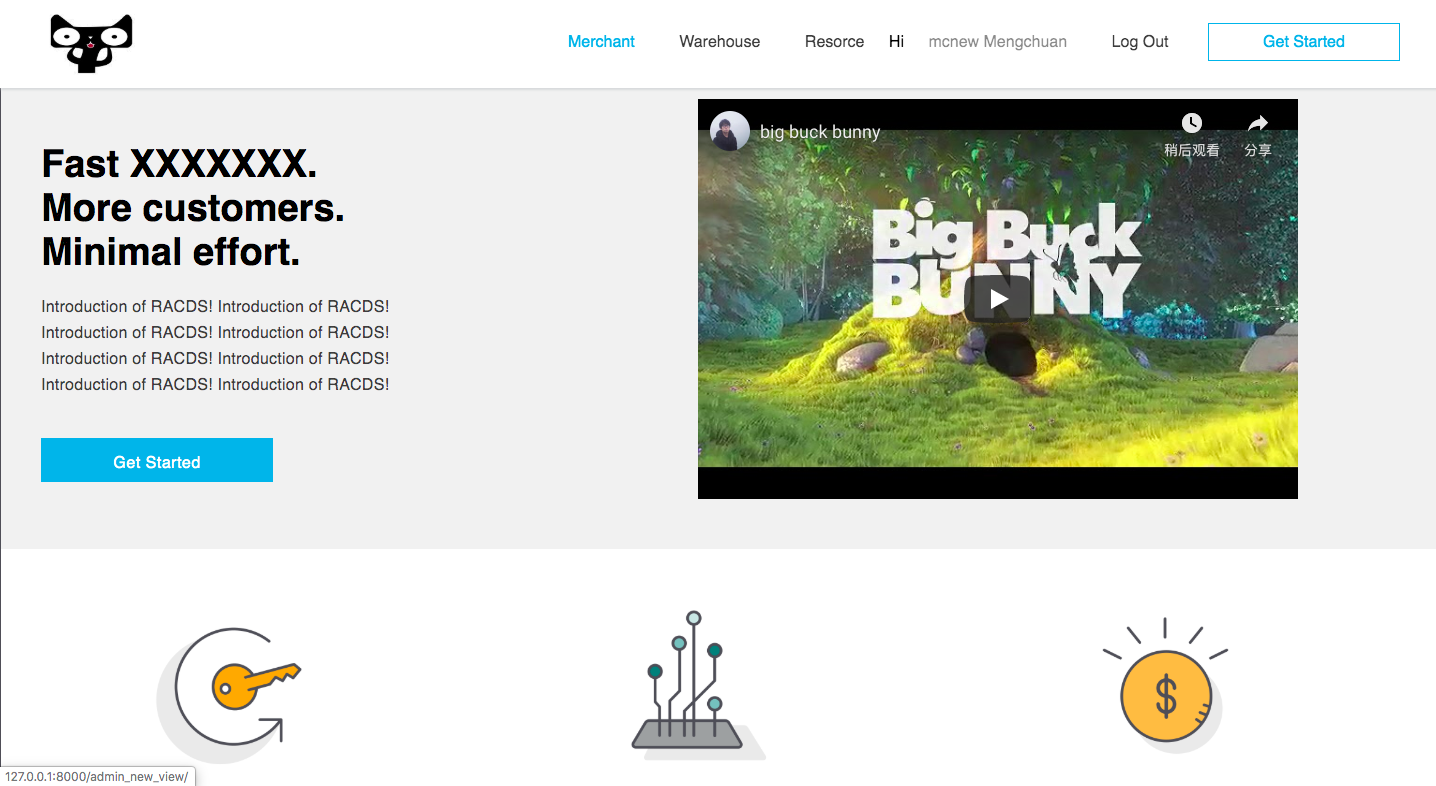 Merchant Warehouse Resorce Hi mcnew Mengchuan Log Out Get Started
Fast XXXXXXX.
More customers.
Minimal effort.
Introduction of RACDS! Introduction of RACDS!
Introduction of RACDS! Introduction of RACDS!
Introduction of RACDS! Introduction of RACDS!
Introduction of RACDS! Introduction of RACDS!
Get Started
big buck bunny
稍后观看 分享
Big Buck
BUNNY
$
127.0.0.1:8000/admin_new_view/